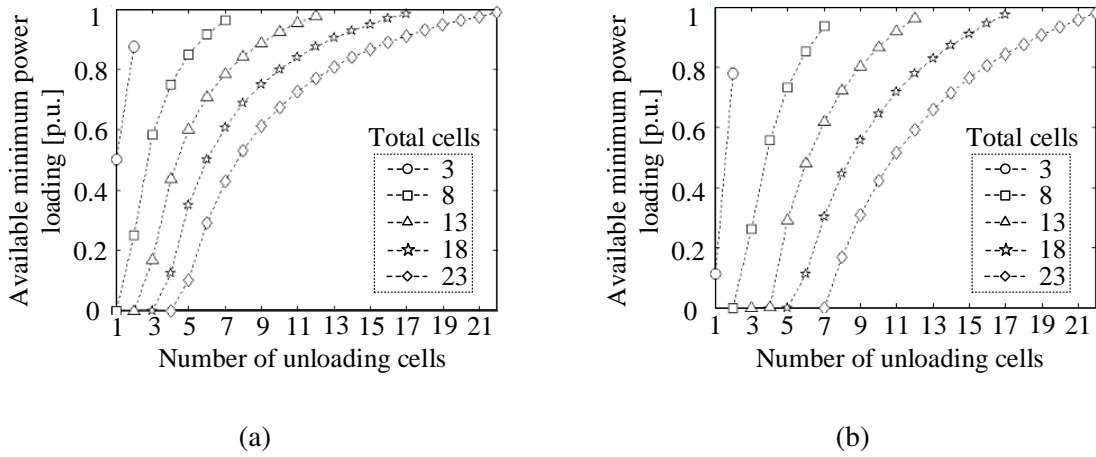 Available minimum power
loading [p.u.]
1
0.8
0.6
0.4
0.2
0
1 3 5 7 9 11 13 15 17 19 21
Number of unloading cells
Total cells
3
8
13
18
23
(a)
Available minimum power
loading [p.u.]
1
0.8
0.6
0.4
0.2
0
1 3 5 7 9 11 13 15 17 19 21
Number of unloading cells
Total cells
3
8
13
18
23
(b)